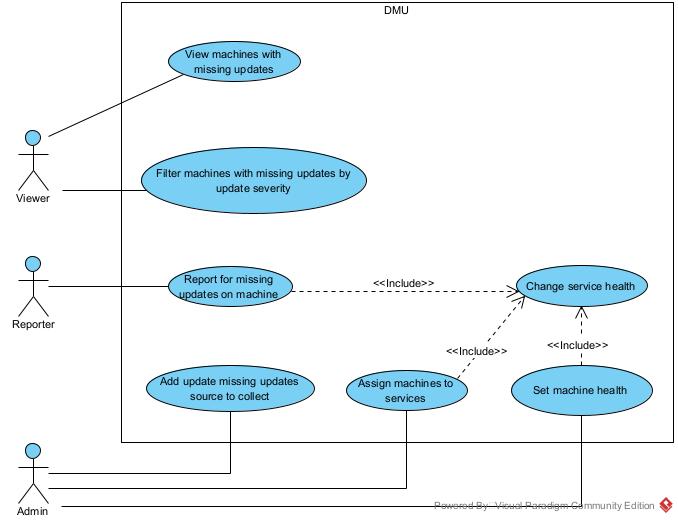 DMU
View machines with
missing updates
Viewer
Filter machines with missing updates by
update severity
Reporter
Report for missing
updates on machine
<<Include>>
Change service health
<<Include>>
<<Include>>
Add update missing updates
source to collect
Assign machines to
services
Set machine health
Admin
Powered By Visual Paradigm Community Edition